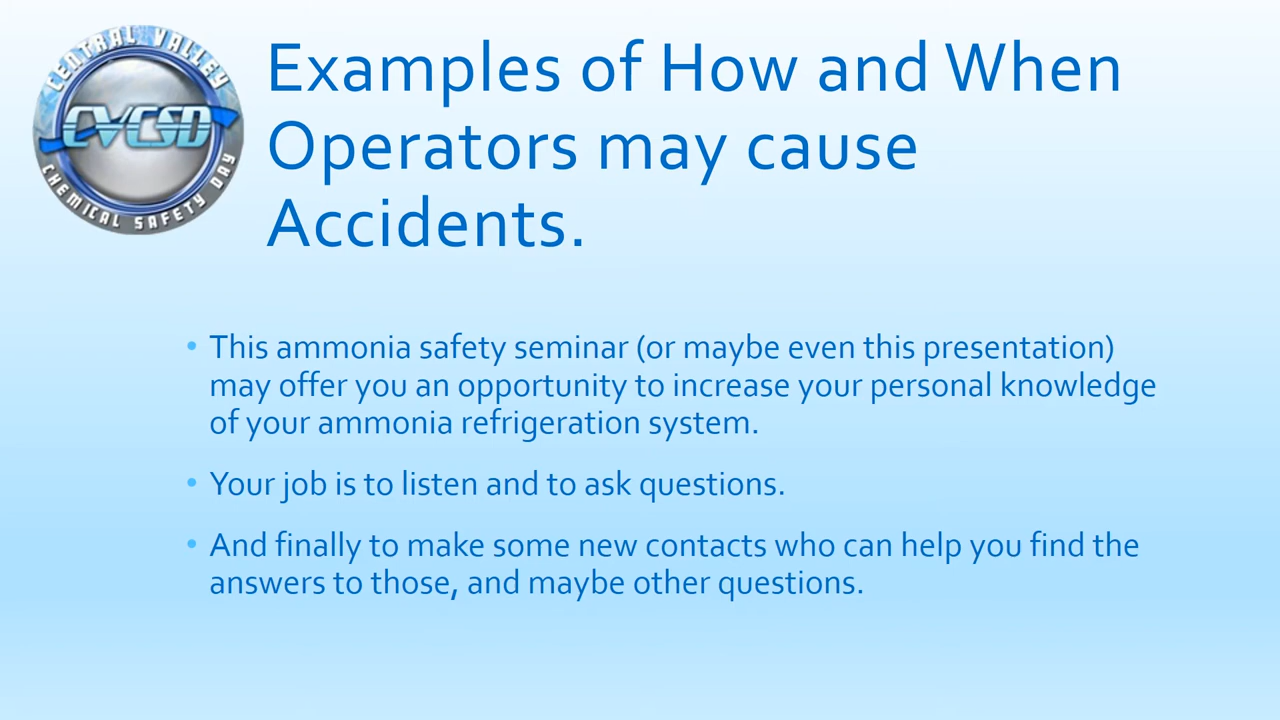 CENTRAL VALLEY
CVCSD
CHEMICAL SAFETY DAY
Examples of How and When
Operators may cause
Accidents.
• This ammonia safety seminar (or maybe even this presentation)
may offer you an opportunity to increase your personal knowledge
of your ammonia refrigeration system.
• Your job is to listen and to ask questions.
• And finally to make some new contacts who can help you find the
answers to those, and maybe other questions.